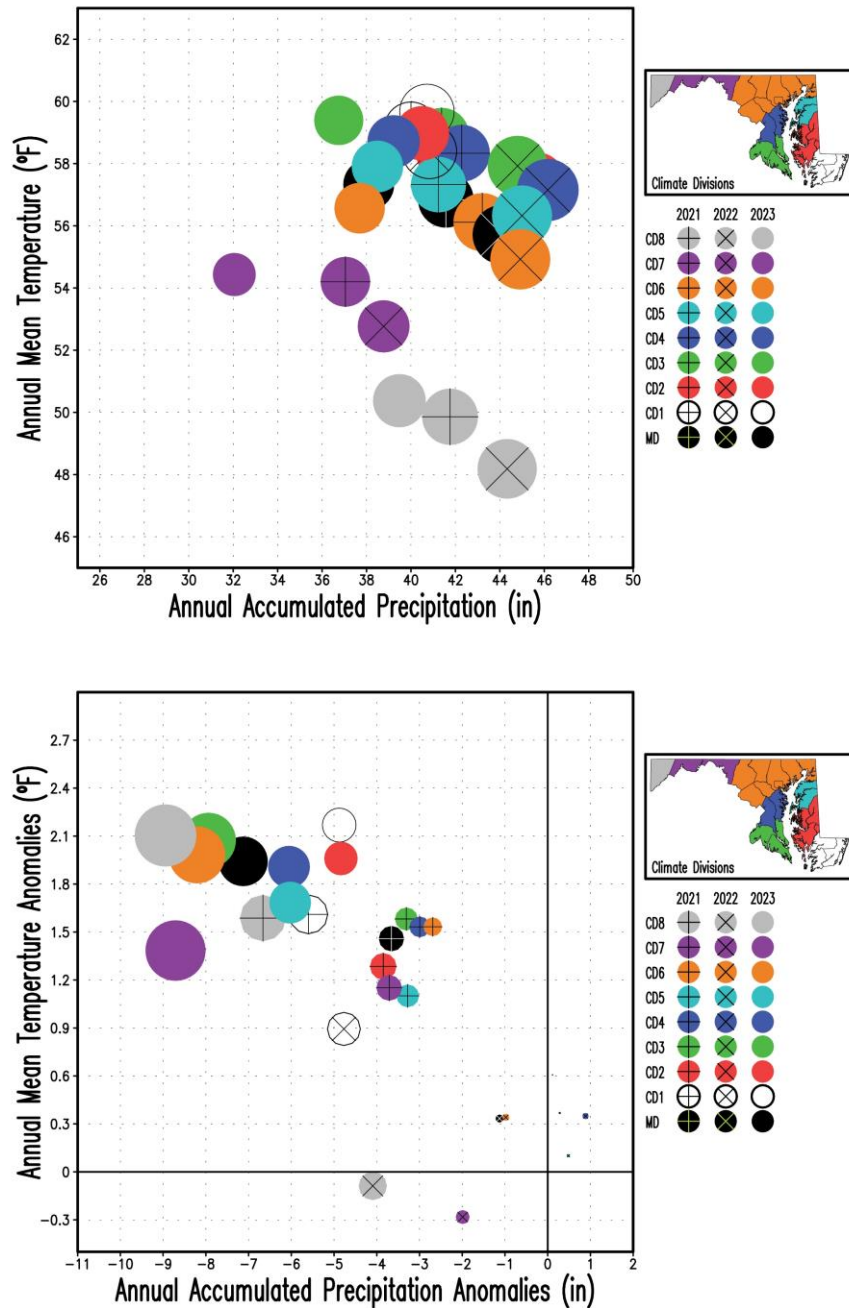 62
60
58
56
54
52
50
48
46
Annual Mean Temperature (°F)
26 28 30 32 34 36 38 40 42 44 46 48 50
Annual Accumulated Precipitation (in)
Climate Divisions
2021 2022 2023
CD8
CD7
CD6
CD5
CD4
CD3
CD2
CD1
MD
2.7
2.4
2.1
1.8
1.5
1.2
0.9
0.6
0.3
0
-0.3
Annual Mean Temperature Anomalies (°F)
-11 -10 -9 -8 -7 -6 -5 -4 -3 -2 -1 0 1 2
Annual Accumulated Precipitation Anomalies (in)
Climate Divisions
2021 2022 2023
CD8
CD7
CD6
CD5
CD4
CD3
CD2
CD1
MD